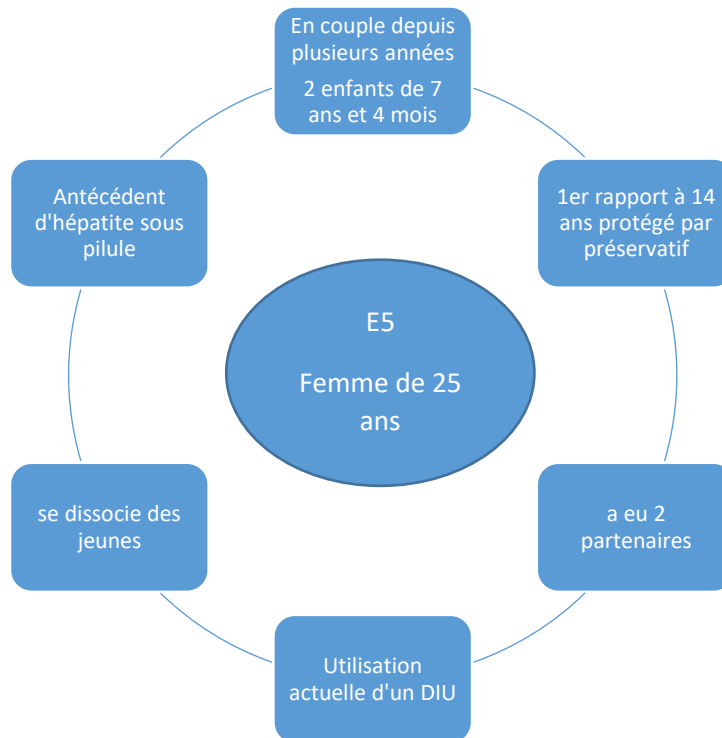 En couple depuis
plusieurs années
2 enfants de 7
ans et 4 mois
1er rapport à 14
ans protégé par
préservatif
a eu 2
partenaires
Utilisation
actuelle d'un DIU
se dissocie des
jeunes
Antécédent
d'hépatite sous
pilule
E5
Femme de 25
ans